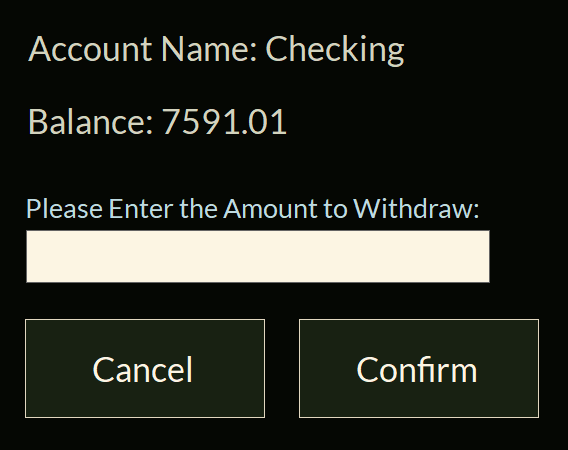 Account Name: Checking
Balance: 7591.01
Please Enter the Amount to Withdraw:
Cancel Confirm